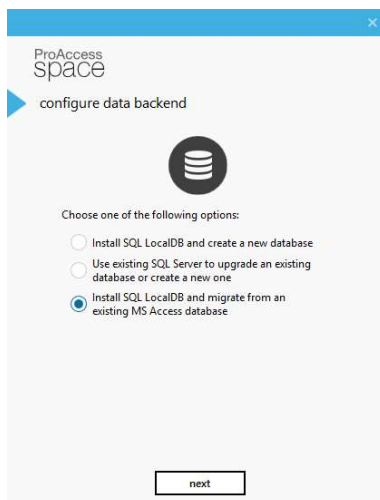 ProAccess
space
configure data backend
Choose one of the following options:
Install SQL LocalDB and create a new database
Use existing SQL Server to upgrade an existing
database or create a new one
Install SQL LocalDB and migrate from an
existing MS Access database
next